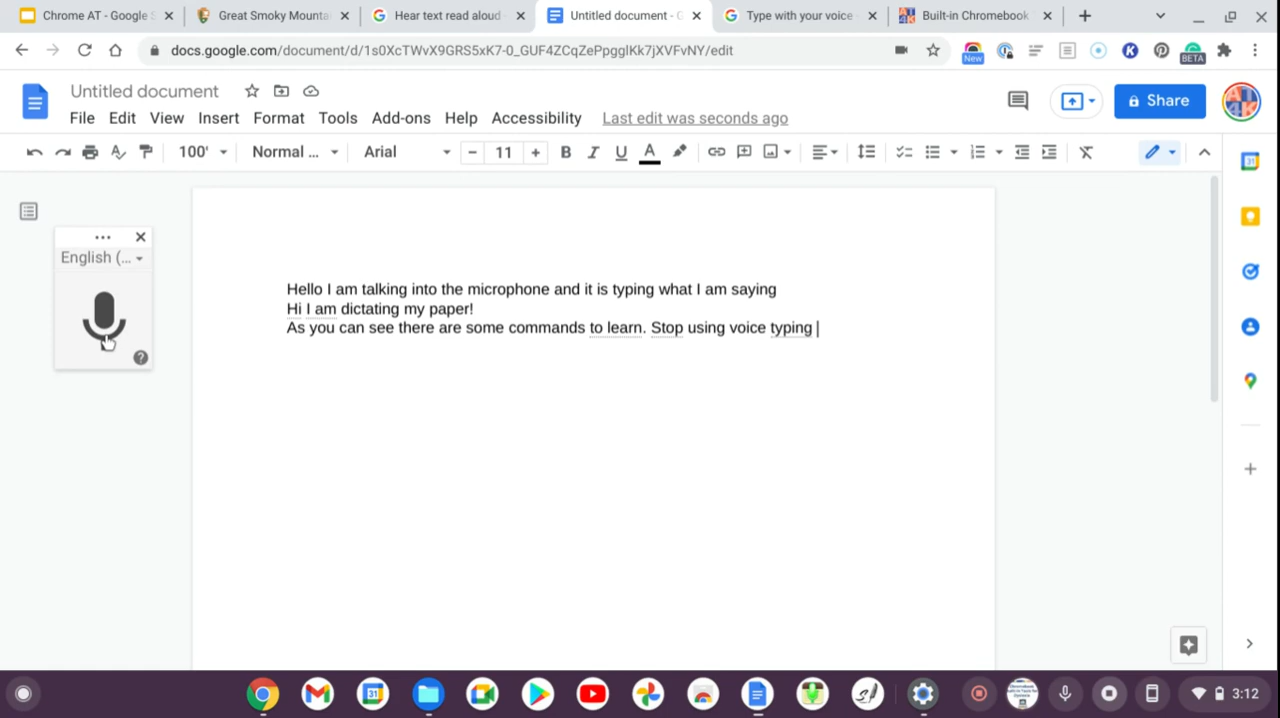 Chrome AT - Google S
Great Smoky Mounta
Hear text read aloud -
Untitled document - G
Type with your voice -
Built-in Chromebook
docs.google.com/document/d/1s0XcTWvX9GRS5xK7-0_GUF4ZCqZePpgglKk7jXVFvNY/edit
New
BETA
Untitled document
File Edit View Insert Format Tools Add-ons Help Accessibility Last edit was seconds ago
Share
100' Normal ... Arial 11 B I U A
English (...
Hello I am talking into the microphone and it is typing what I am saying
Hi I am dictating my paper!
As you can see there are some commands to learn. Stop using voice typing
3:12